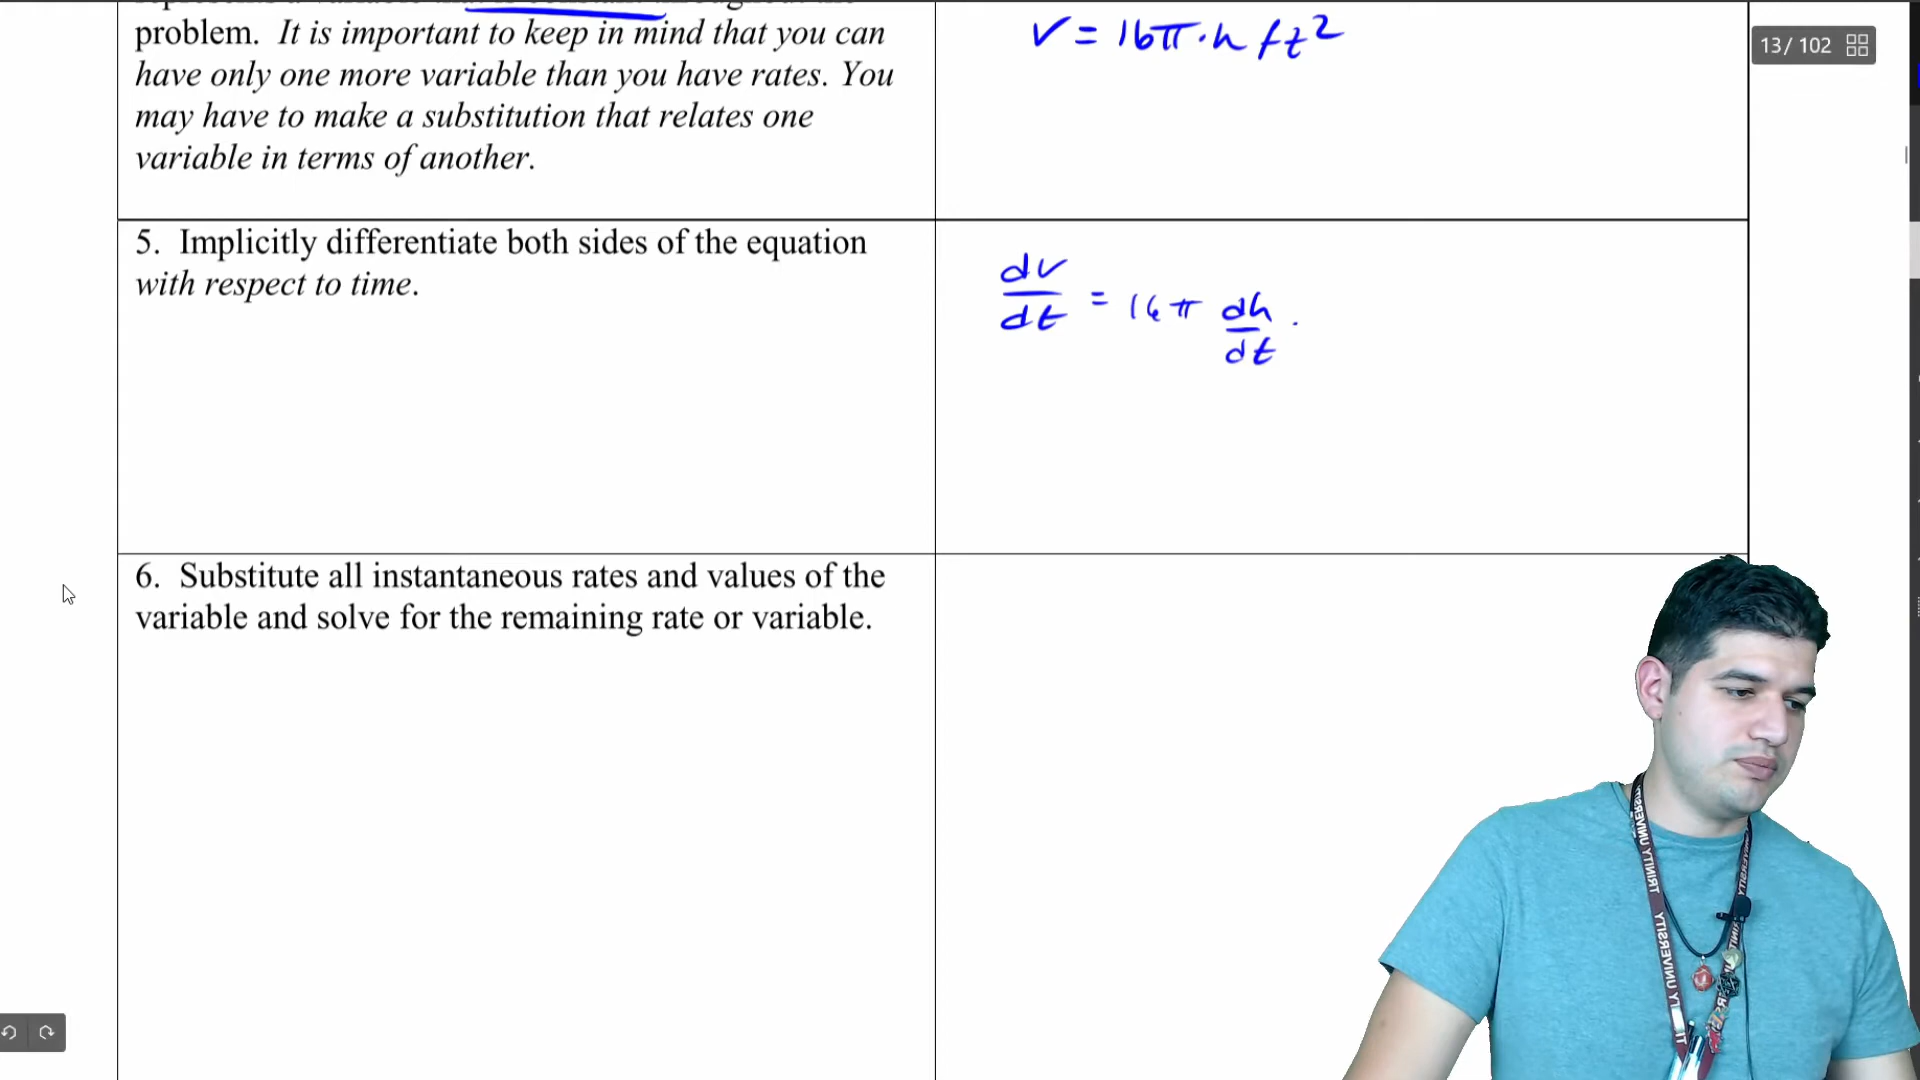 problem. It is important to keep in mind that you can
have only one more variable than you have rates. You
may have to make a substitution that relates one
variable in terms of another.
V = 16π·h ft²
13 / 102
5. Implicitly differentiate both sides of the equation
with respect to time.
dv
dt
= 16π
dh
dt
.
6. Substitute all instantaneous rates and values of the
variable and solve for the remaining rate or variable.
TRINITY UNIVERSITY